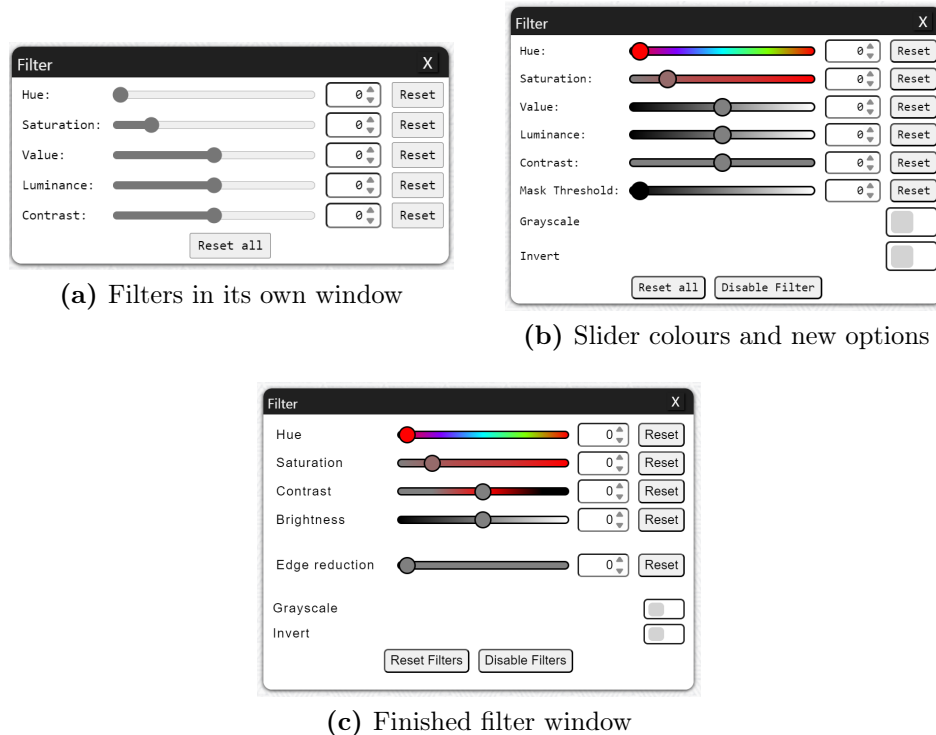 Filter X
Hue: 0 Reset
Saturation: 0 Reset
Value: 0 Reset
Luminance: 0 Reset
Contrast: 0 Reset
Reset all
(a) Filters in its own window
Filter X
Hue: 0 Reset
Saturation: 0 Reset
Value: 0 Reset
Luminance: 0 Reset
Contrast: 0 Reset
Mask Threshold: 0 Reset
Grayscale
Invert
Reset all Disable Filter
(b) Slider colours and new options
Filter X
Hue 0 Reset
Saturation 0 Reset
Contrast 0 Reset
Brightness 0 Reset
Edge reduction 0 Reset
Grayscale
Invert
Reset Filters Disable Filters
(c) Finished filter window